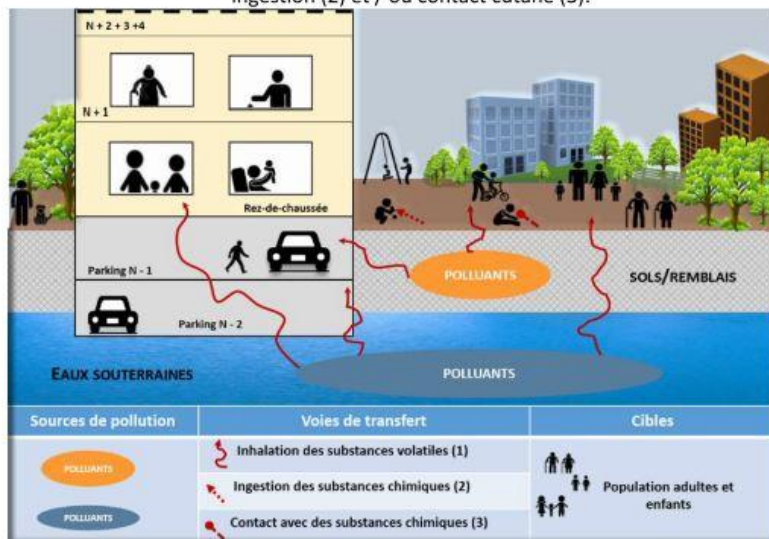 ingestion (2) et / ou contact cutané (3).
N + 2 + 3 +4
N + 1
Rez-de-chaussée
Parking N - 1
POLLUANTS
SOLS/REMBLAIS
Parking N - 2
EAUX SOUTERRAINES
POLLUANTS
Sources de pollution
Voies de transfert
Cibles
POLLUANTS
POLLUANTS
Inhalation des substances volatiles (1)
Ingestion des substances chimiques (2)
Contact avec des substances chimiques (3)
Population adultes et
enfants